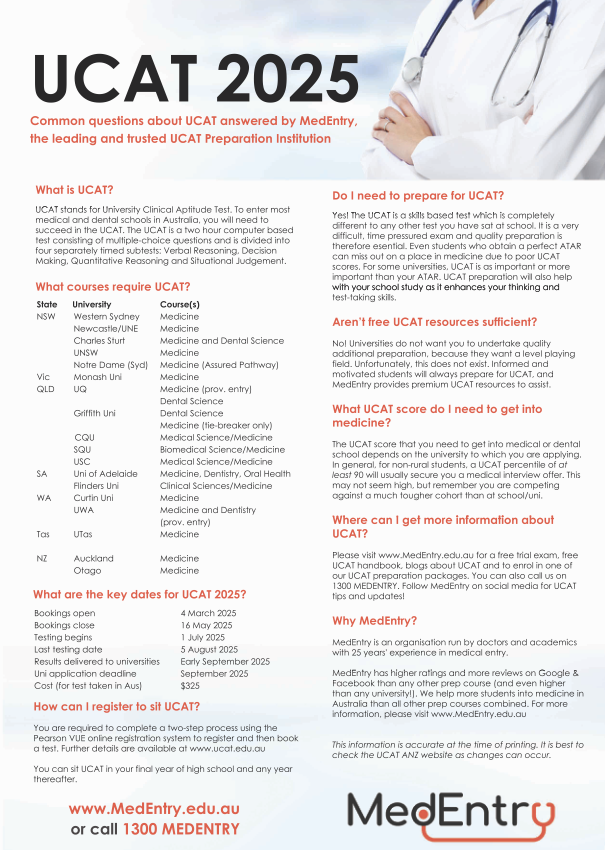 UCAT 2025
Common questions about UCAT answered by MedEntry,
the leading and trusted UCAT Preparation Institution
What is UCAT?
UCAT stands for University Clinical Aptitude Test. To enter most
medical and dental schools in Australia, you will need to
succeed in the UCAT. The UCAT is a two hour computer based
test consisting of multiple-choice questions and is divided into
four separately timed subtests: Verbal Reasoning, Decision
Making, Quantitative Reasoning and Situational Judgement.
What courses require UCAT?
State University Course(s)
NSW Western Sydney Medicine
Newcastle/UNE Medicine
Charles Sturt Medicine and Dental Science
UNSW Medicine
Notre Dame (Syd) Medicine (Assured Pathway)
Vic Monash Uni Medicine
QLD UQ Medicine (prov. entry)
Dental Science
Griffith Uni Dental Science
Medicine (tie-breaker only)
CQU Medical Science/Medicine
SQU Biomedical Science/Medicine
USC Medical Science/Medicine
SA Uni of Adelaide Medicine, Dentistry, Oral Health
Flinders Uni Clinical Sciences/Medicine
WA Curtin Uni Medicine
UWA Medicine and Dentistry
(prov. entry)
Tas UTas Medicine
NZ Auckland Medicine
Otago Medicine
What are the key dates for UCAT 2025?
Bookings open 4 March 2025
Bookings close 16 May 2025
Testing begins 1 July 2025
Last testing date 5 August 2025
Results delivered to universities Early September 2025
Uni application deadline September 2025
Cost (for test taken in Aus) $325
How can I register to sit UCAT?
You are required to complete a two-step process using the
Pearson VUE online registration system to register and then book
a test. Further details are available at www.ucat.edu.au
You can sit UCAT in your final year of high school and any year
thereafter.
www.MedEntry.edu.au
or call 1300 MEDENTRY
Do I need to prepare for UCAT?
Yes! The UCAT is a skills based test which is completely
different to any other test you have sat at school. It is a very
difficult, time pressured exam and quality preparation is
therefore esential. Even students who obtain a perfect ATAR
can miss out on a place in medicine due to poor UCAT
scores. For some universities, UCAT is as important or more
important than your ATAR. UCAT preparation will also help
with your school study as it enhances your thinking and
test-taking skills.
Aren't free UCAT resources sufficient?
No! Universities do not want you to undertake quality
additional preparation, because they want a level playing
field. Unfortunately, this does not exist. Informed and
motivated students will always prepare for UCAT, and
MedEntry provides premium UCAT resources to assist.
What UCAT score do I need to get into
medicine?
The UCAT score that you need to get into medical or dental
school depends on the university to which you are applying.
In general, for non-rural students, a UCAT percentile of at
least 90 will usually secure you a medical interview offer. This
may not seem high, but remember you are competing
against a much tougher cohort than at school/uni.
Where can I get more information about
UCAT?
Please visit www.MedEntry.edu.au for a free trial exam, free
UCAT handbook, blogs about UCAT and to enrol in one of
our UCAT preparation packages. You can also call us on
1300 MEDENTRY. Follow MedEntry on social media for UCAT
tips and updates!
Why MedEntry?
MedEntry is an organisation run by doctors and academics
with 25 years' experience in medical entry.
MedEntry has higher ratings and more reviews on Google &
Facebook than any other prep course (and even higher
than any university!). We help more students into medicine in
Australia than all other prep courses combined. For more
information, please visit www.MedEntry.edu.au
This information is accurate at the time of printing. It is best to
check the UCAT ANZ website as changes can occur.
MedEntry